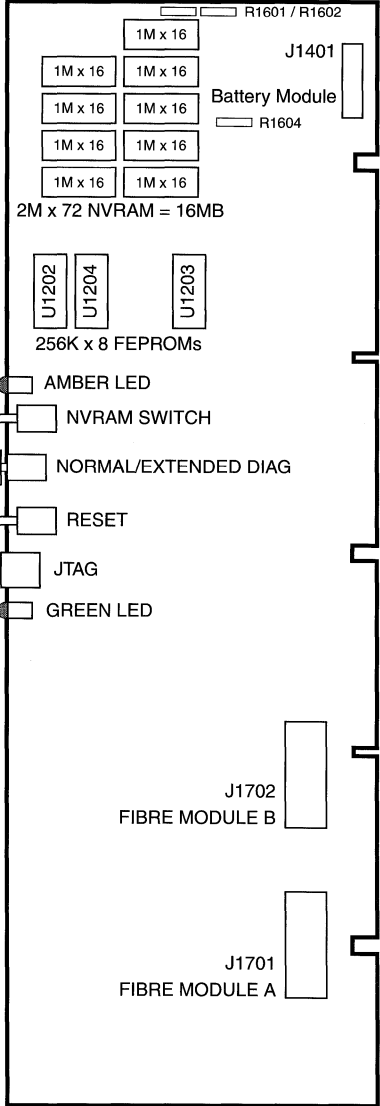 R1601 / R1602
1M x 16
J1401
1M x 16 1M x 16
Battery Module
1M x 16 1M x 16
R1604
1M x 16 1M x 16
1M x 16 1M x 16
2M x 72 NVRAM = 16MB
U1202 U1204 U1203
256K x 8 FEPROMs
AMBER LED
NVRAM SWITCH
NORMAL/EXTENDED DIAG
RESET
JTAG
GREEN LED
J1702
FIBRE MODULE B
J1701
FIBRE MODULE A